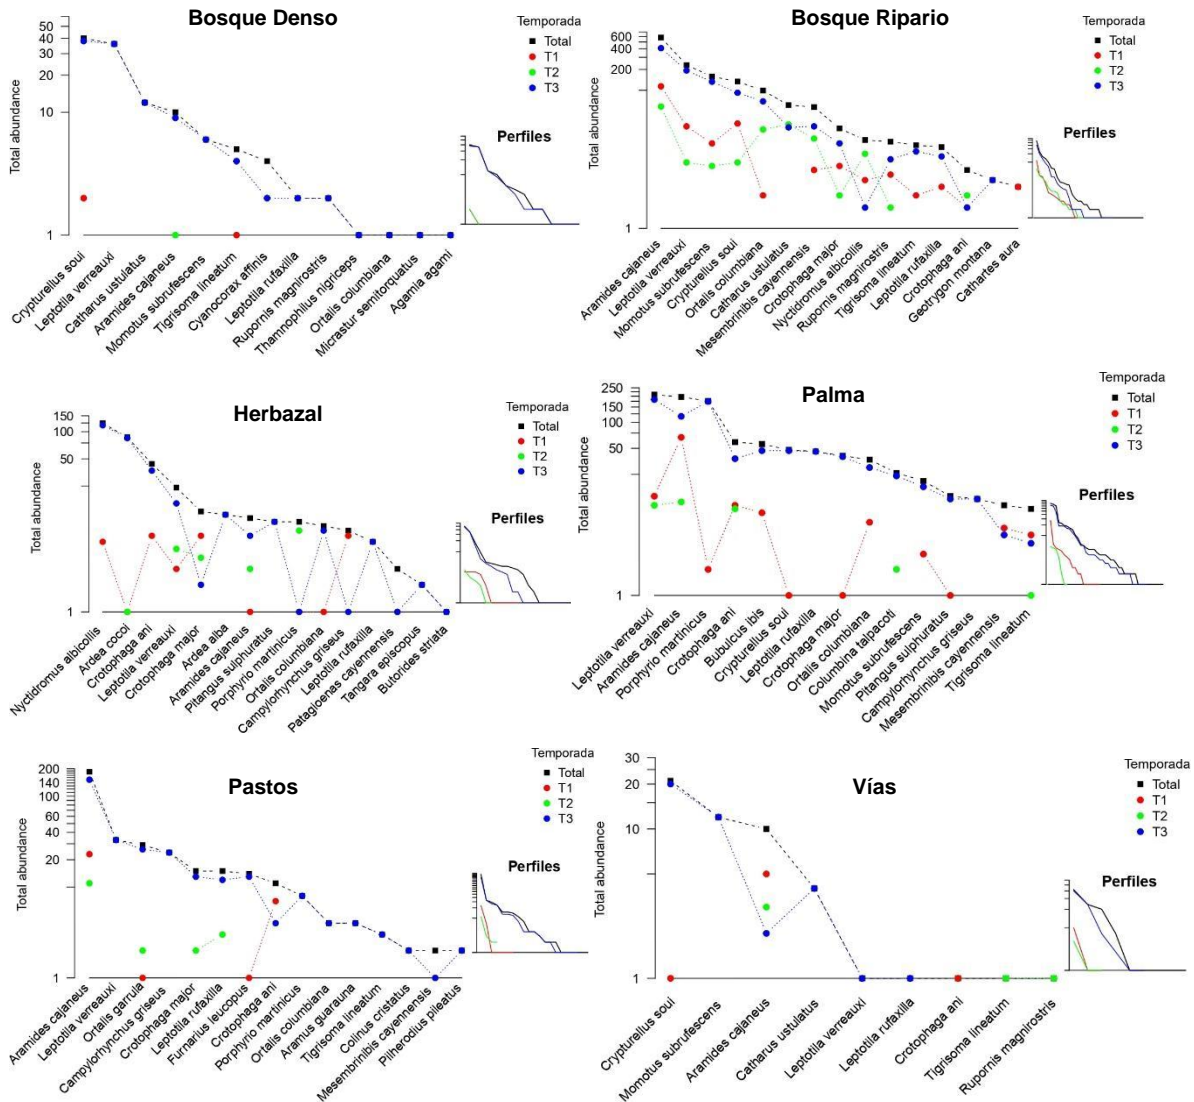 Bosque Denso
Temporada
Total
T1
T2
T3
Total abundance
50
40
30
20
10
1
Perfiles
Crypturellus soui
Leptotila verreauxi
Catharus ustulatus
Aramides cajaneus
Momotus subrufescens
Tigrisoma lineatum
Cyanocorax affinis
Leptotila rufaxilla
Rupornis magnirostris
Thamnophilus nigriceps
Ortalis columbiana
Micrastur semitorquatus
Agamia agami
Bosque Ripario
Temporada
Total
T1
T2
T3
Total abundance
600
400
200
1
Perfiles
Aramides cajaneus
Leptotila verreauxi
Momotus subrufescens
Crypturellus soui
Ortalis columbiana
Catharus ustulatus
Mesembrinibis cayennensis
Crotophaga major
Nyctidromus albicollis
Rupornis magnirostris
Tigrisoma lineatum
Leptotila rufaxilla
Crotophaga ani
Geotrygon montana
Cathartes aura
Herbazal
Temporada
Total
T1
T2
T3
Total abundance
150
100
50
1
Perfiles
Nyctidromus albicollis
Ardea cocoi
Crotophaga ani
Leptotila verreauxi
Crotophaga major
Ardea alba
Aramides cajaneus
Pitangus sulphuratus
Porphyrio martinicus
Ortalis columbiana
Campylorhynchus griseus
Leptotila rufaxilla
Patagioenas cayennensis
Tangara episcopus
Butorides striata
Palma
Temporada
Total
T1
T2
T3
Total abundance
250
150
100
50
1
Perfiles
Leptotila verreauxi
Aramides cajaneus
Porphyrio martinicus
Crotophaga ani
Bubulcus ibis
Crypturellus soui
Leptotila rufaxilla
Crotophaga major
Ortalis columbiana
Columbina talpacoti
Momotus subrufescens
Pitangus sulphuratus
Campylorhynchus griseus
Mesembrinibis cayennensis
Tigrisoma lineatum
Pastos
Temporada
Total
T1
T2
T3
Total abundance
200
140
100
60
40
20
1
Perfiles
Aramides cajaneus
Leptotila verreauxi
Ortalis garrula
Campylorhynchus griseus
Crotophaga major
Leptotila rufaxilla
Furnarius leucopus
Crotophaga ani
Porphyrio martinicus
Ortalis columbiana
Aramus guarauna
Tigrisoma lineatum
Colinus cristatus
Mesembrinibis cayennensis
Pilherodius pileatus
Vías
Temporada
Total
T1
T2
T3
Total abundance
30
20
10
1
Perfiles
Crypturellus soui
Momotus subrufescens
Aramides cajaneus
Catharus ustulatus
Leptotila verreauxi
Leptotila rufaxilla
Crotophaga ani
Tigrisoma lineatum
Rupornis magnirostris